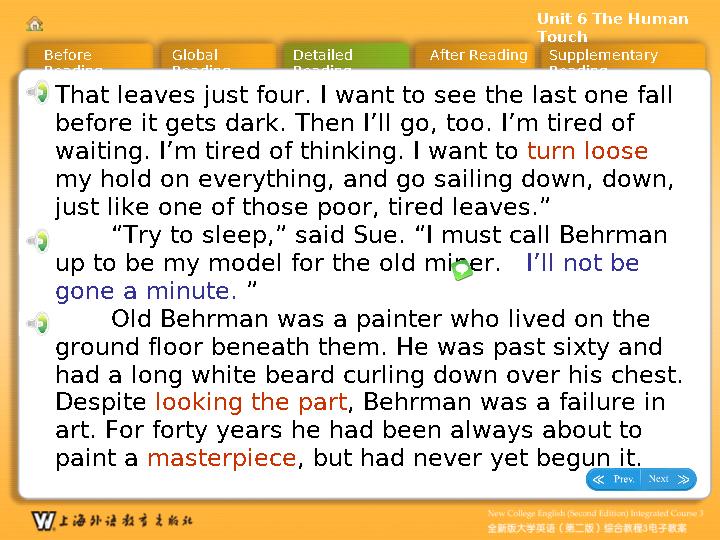 Unit 6 The Human
Touch
Before
Reading
Global
Reading
Detailed
Reading
After Reading
Supplementary
Reading
That leaves just four. I want to see the last one fall
before it gets dark. Then I’ll go, too. I’m tired of
waiting. I’m tired of thinking. I want to turn loose
my hold on everything, and go sailing down, down,
just like one of those poor, tired leaves.”
“Try to sleep,” said Sue. “I must call Behrman
up to be my model for the old miner. I’ll not be
gone a minute. ”
Old Behrman was a painter who lived on the
ground floor beneath them. He was past sixty and
had a long white beard curling down over his chest.
Despite looking the part, Behrman was a failure in
art. For forty years he had been always about to
paint a masterpiece, but had never yet begun it.
Prev. Next
上海外语教育出版社
New College English (Second Edition) Integrated Course 3
全新版大学英语（第二版）综合教程3电子教案